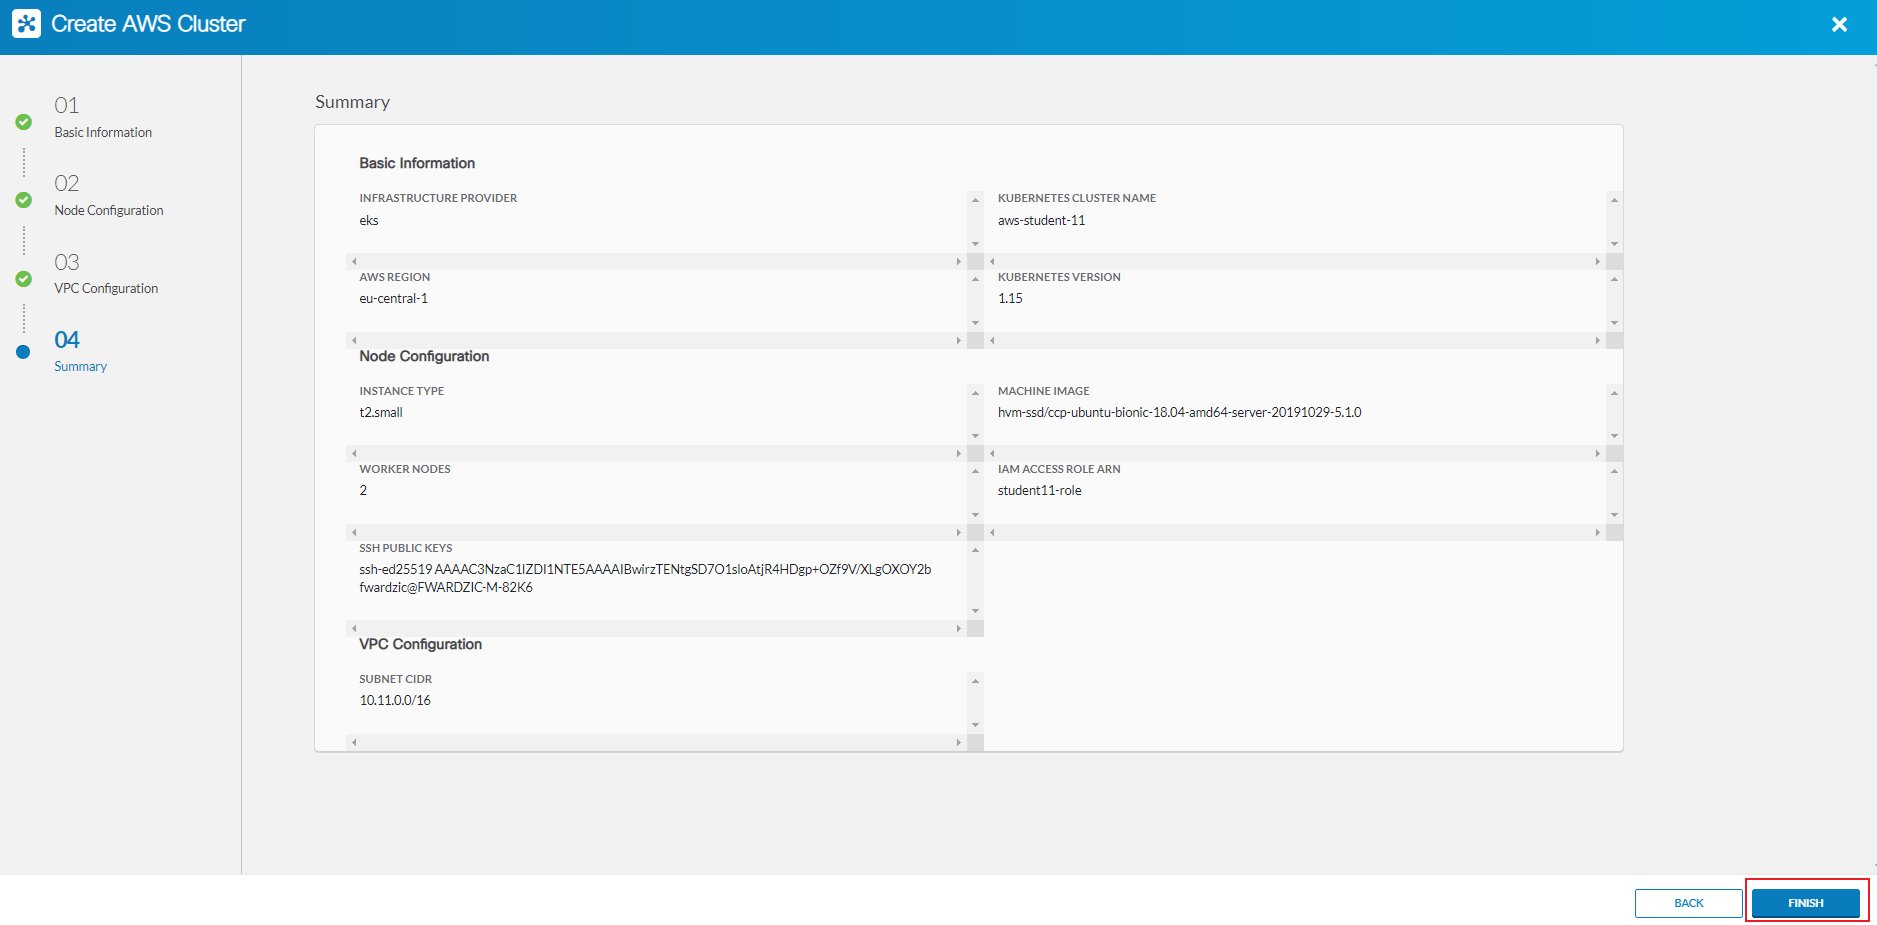 Create AWS Cluster
01
Basic Information
02
Node Configuration
03
VPC Configuration
04
Summary
Summary
Basic Information
INFRASTRUCTURE PROVIDER
eks
KUBERNETES CLUSTER NAME
aws-student-11
AWS REGION
eu-central-1
KUBERNETES VERSION
1.15
Node Configuration
INSTANCE TYPE
t2.small
MACHINE IMAGE
hvm-ssd/ccp-ubuntu-bionic-18.04-amd64-server-20191029-5.1.0
WORKER NODES
2
IAM ACCESS ROLE ARN
student11-role
SSH PUBLIC KEYS
ssh-ed25519 AAAAC3NzaC1lZDI1NTE5AAAAIBwirzTENtgSD7O1sloAtjR4HDgp+OZf9V/XLgOXOY2b
fwardzic@FWARDZIC-M-82K6
VPC Configuration
SUBNET CIDR
10.11.0.0/16
BACK
FINISH